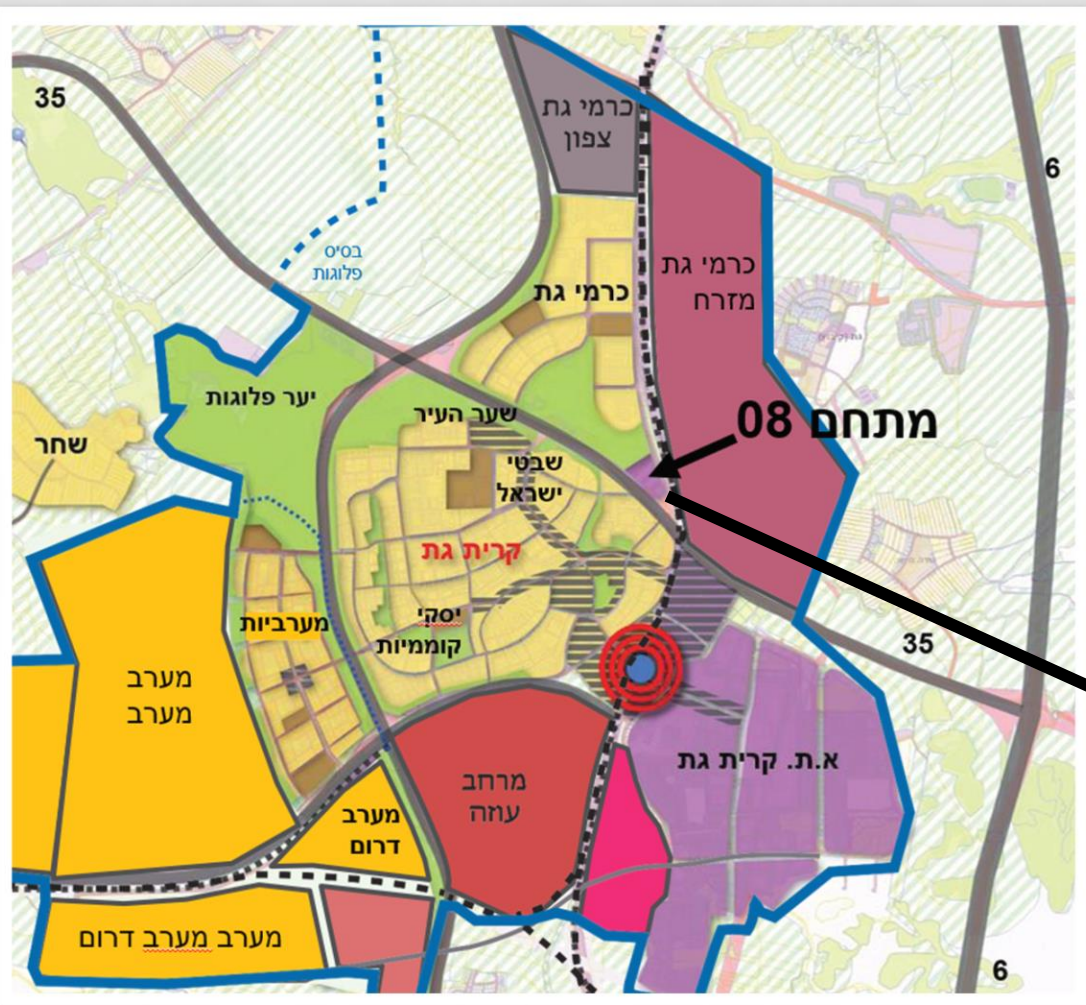 35
כרמי גת
צפון
6
בסיס
פלוגות
כרמי גת
מזרח
כרמי גת
יער פלוגות
שער העיר
מתחם 08
שחר
שבטי
ישראל
קרית גת
יסקי
קוממיות
מערביות
35
מערב
מערב
א.ת. קרית גת
מרחב
עוזה
מערב
דרום
מערב מערב דרום
6